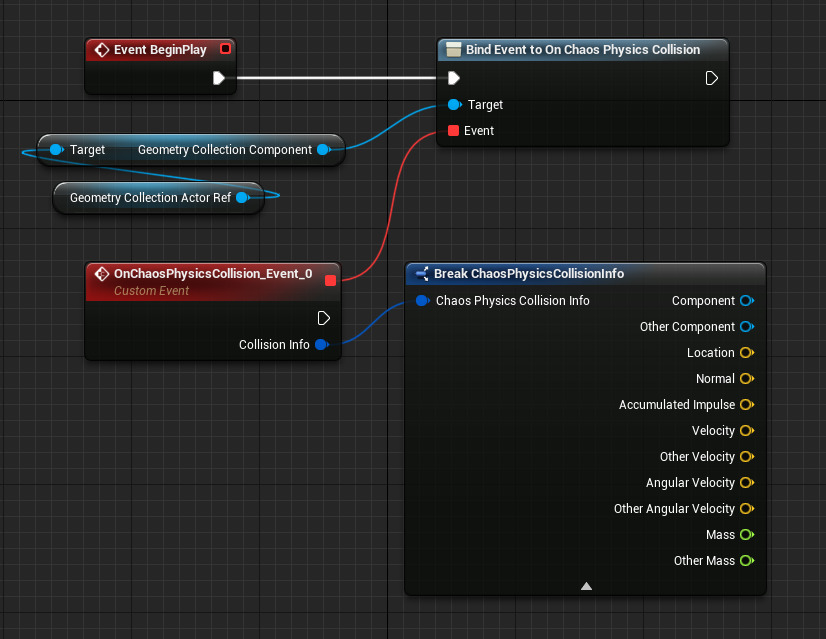 Event BeginPlay
Bind Event to On Chaos Physics Collision
Target
Event
Target
Geometry Collection Component
Geometry Collection Actor Ref
OnChaosPhysicsCollision_Event_0
Custom Event
Collision Info
Break ChaosPhysicsCollisionInfo
Chaos Physics Collision Info
Component
Other Component
Location
Normal
Accumulated Impulse
Velocity
Other Velocity
Angular Velocity
Other Angular Velocity
Mass
Other Mass